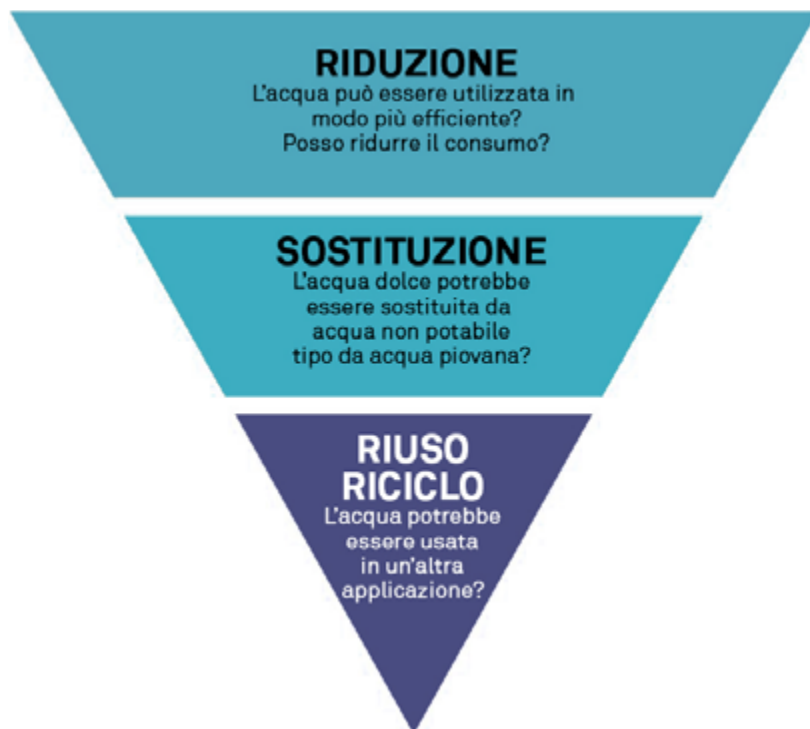 RIDUZIONE
L'acqua può essere utilizzata in
modo più efficiente?
Posso ridurre il consumo?
SOSTITUZIONE
L'acqua dolce potrebbe
essere sostituita da
acqua non potabile
tipo da acqua piovana?
RIUSO
RICICLO
L'acqua potrebbe
essere usata
in un'altra
applicazione?